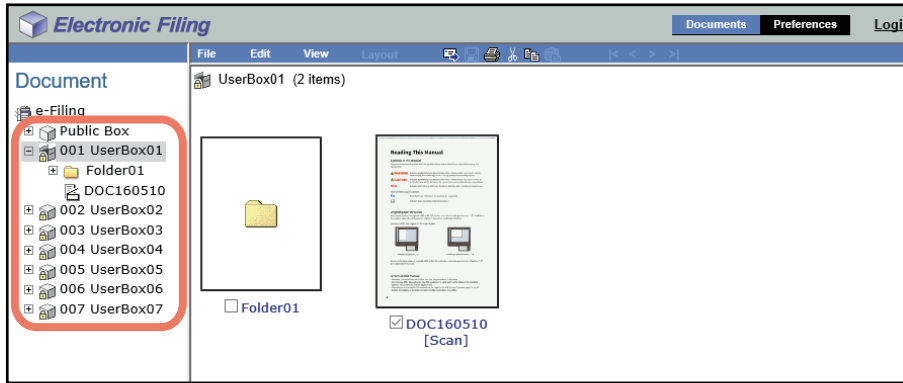 Electronic Filing
Documents
Preferences
Logi
File Edit View Layout
|< < > >|
Document
UserBox01 (2 items)
e-Filing
Public Box
001 UserBox01
Folder01
DOC160510
002 UserBox02
003 UserBox03
004 UserBox04
005 UserBox05
006 UserBox06
007 UserBox07
Reading This Manual
Folder01
DOC160510
[Scan]